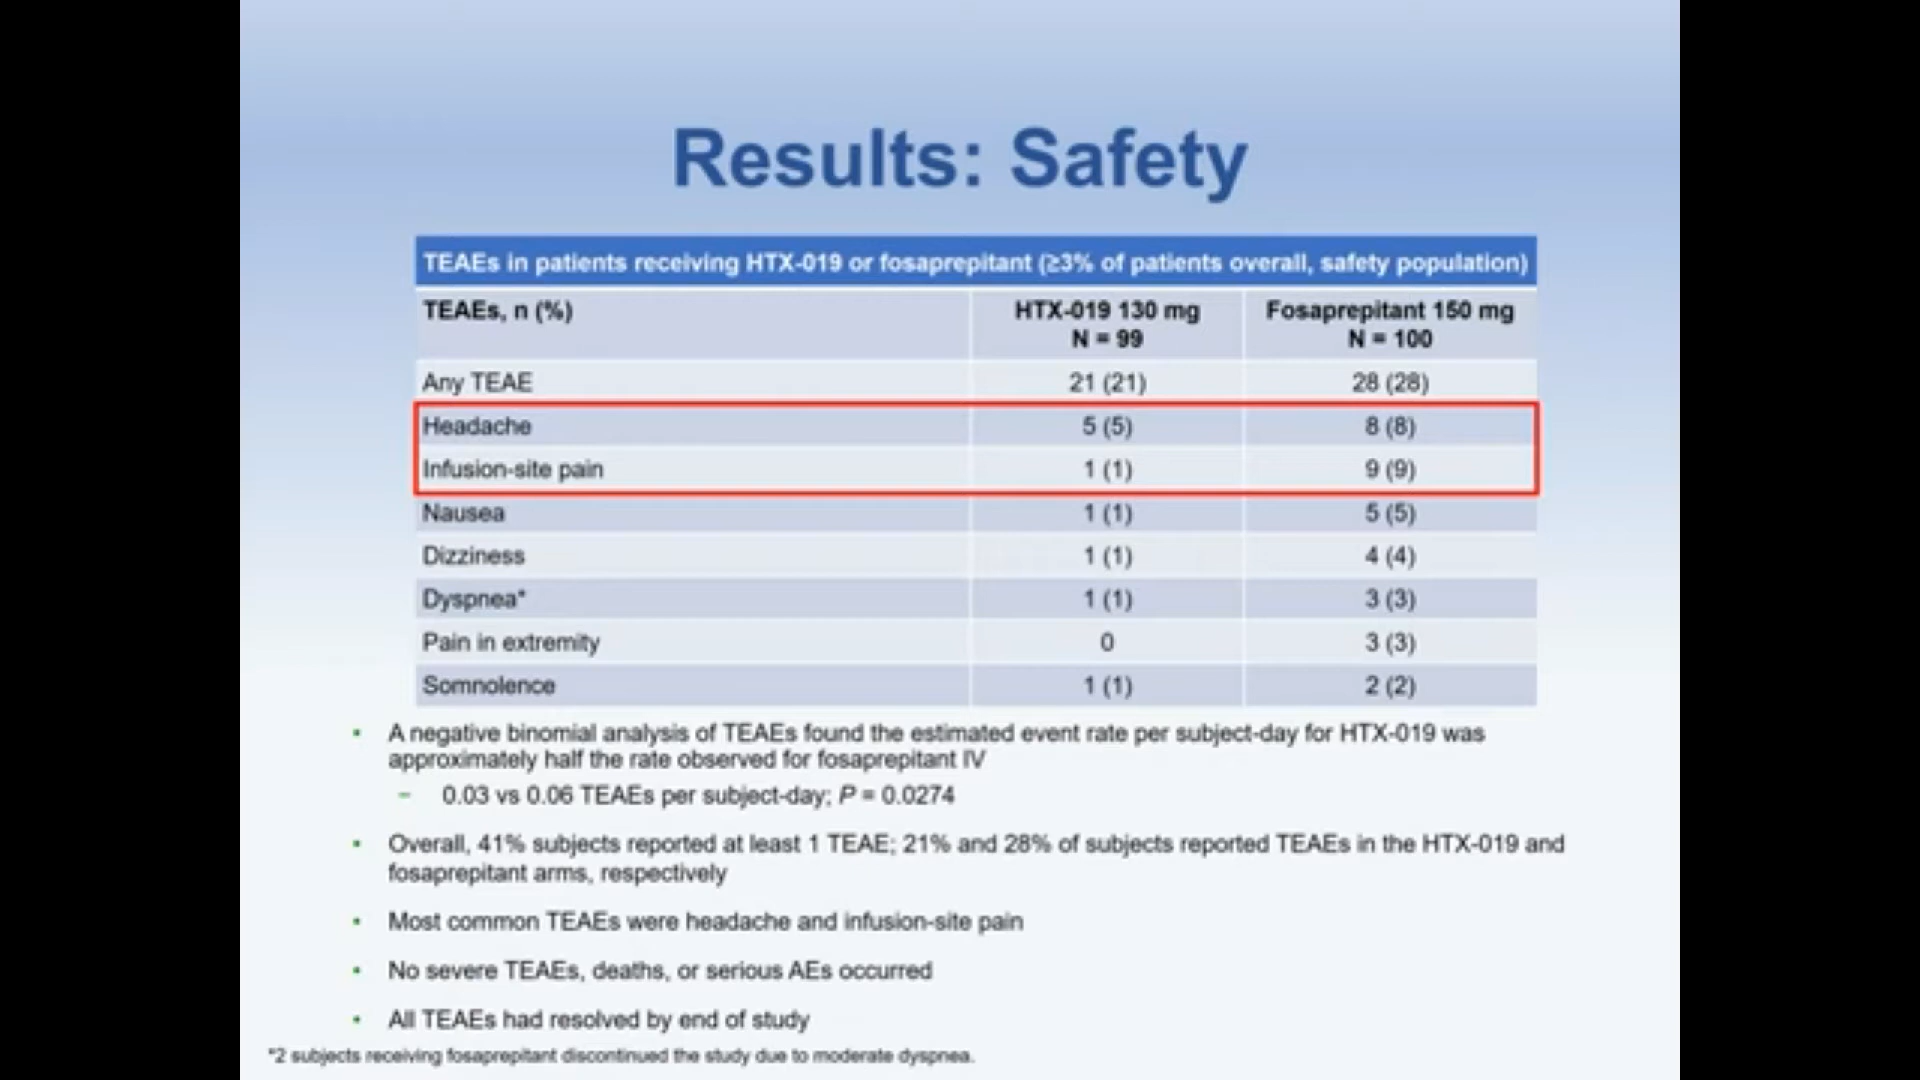 Results: Safety
TEAEs in patients receiving HTX-019 or fosaprepitant (≥3% of patients overall, safety population)
TEAEs, n (%) HTX-019 130 mg N = 99 Fosaprepitant 150 mg N = 100
Any TEAE 21 (21) 28 (28)
Headache 5 (5) 8 (8)
Infusion-site pain 1 (1) 9 (9)
Nausea 1 (1) 5 (5)
Dizziness 1 (1) 4 (4)
Dyspnea* 1 (1) 3 (3)
Pain in extremity 0 3 (3)
Somnolence 1 (1) 2 (2)
• A negative binomial analysis of TEAEs found the estimated event rate per subject-day for HTX-019 was
approximately half the rate observed for fosaprepitant IV
– 0.03 vs 0.06 TEAEs per subject-day; P = 0.0274
• Overall, 41% subjects reported at least 1 TEAE; 21% and 28% of subjects reported TEAEs in the HTX-019 and
fosaprepitant arms, respectively
• Most common TEAEs were headache and infusion-site pain
• No severe TEAEs, deaths, or serious AEs occurred
• All TEAEs had resolved by end of study
*2 subjects receiving fosaprepitant discontinued the study due to moderate dyspnea.